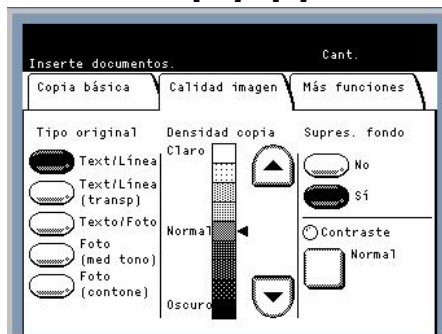 Cant.
Inserte documentos.
Copia básica
Calidad imagen
Más funciones
Tipo original
Text/Línea
Text/Línea
(transp)
Texto/Foto
Foto
(med tono)
Foto
(contone)
Densidad copia
Claro
Normal
Oscuro
Supres. fondo
No
Sí
Contraste
Normal